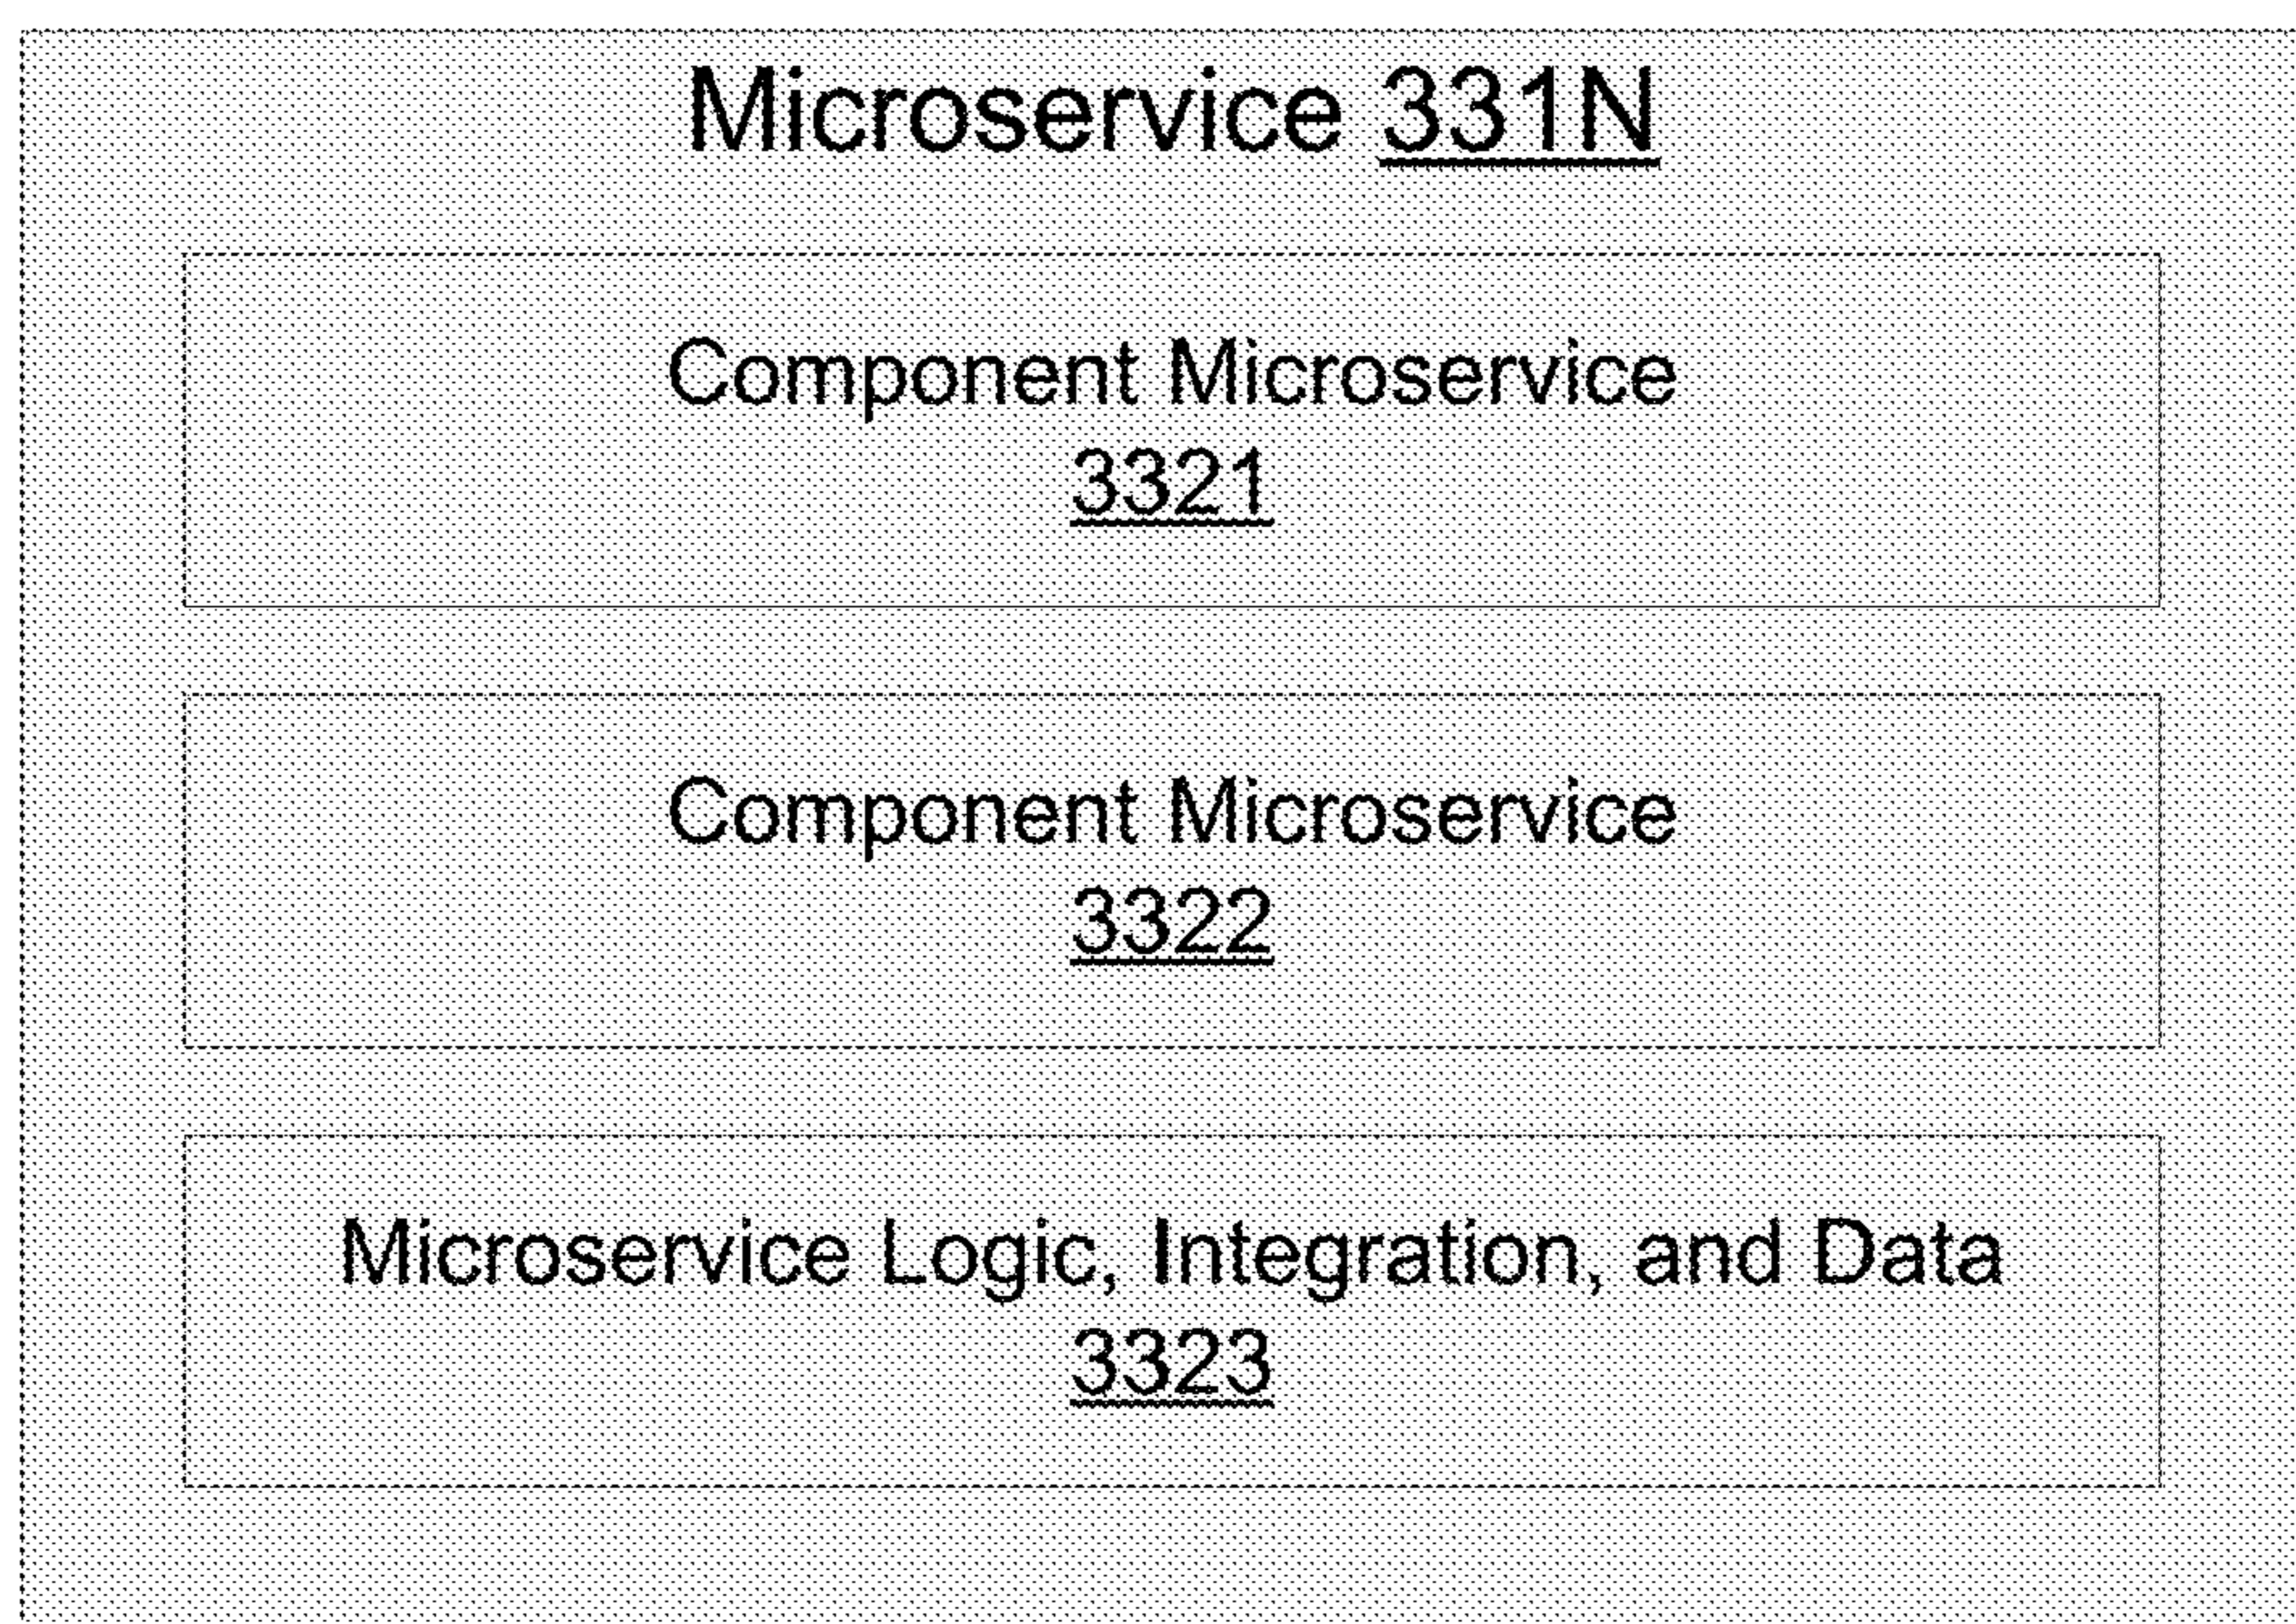 Microservice 331N
Component Microservice
3321
Component Microservice
3322
Microservice Logic, Integration, and Data
3323